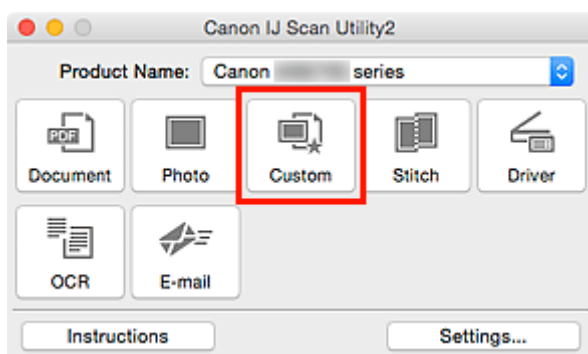 Canon IJ Scan Utility2
Product Name: Canon series
PDF
Document Photo Custom Stitch Driver
OCR E-mail
Instructions Settings...